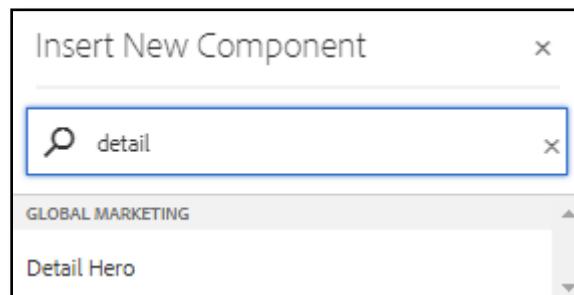 Insert New Component
detail
GLOBAL MARKETING
Detail Hero